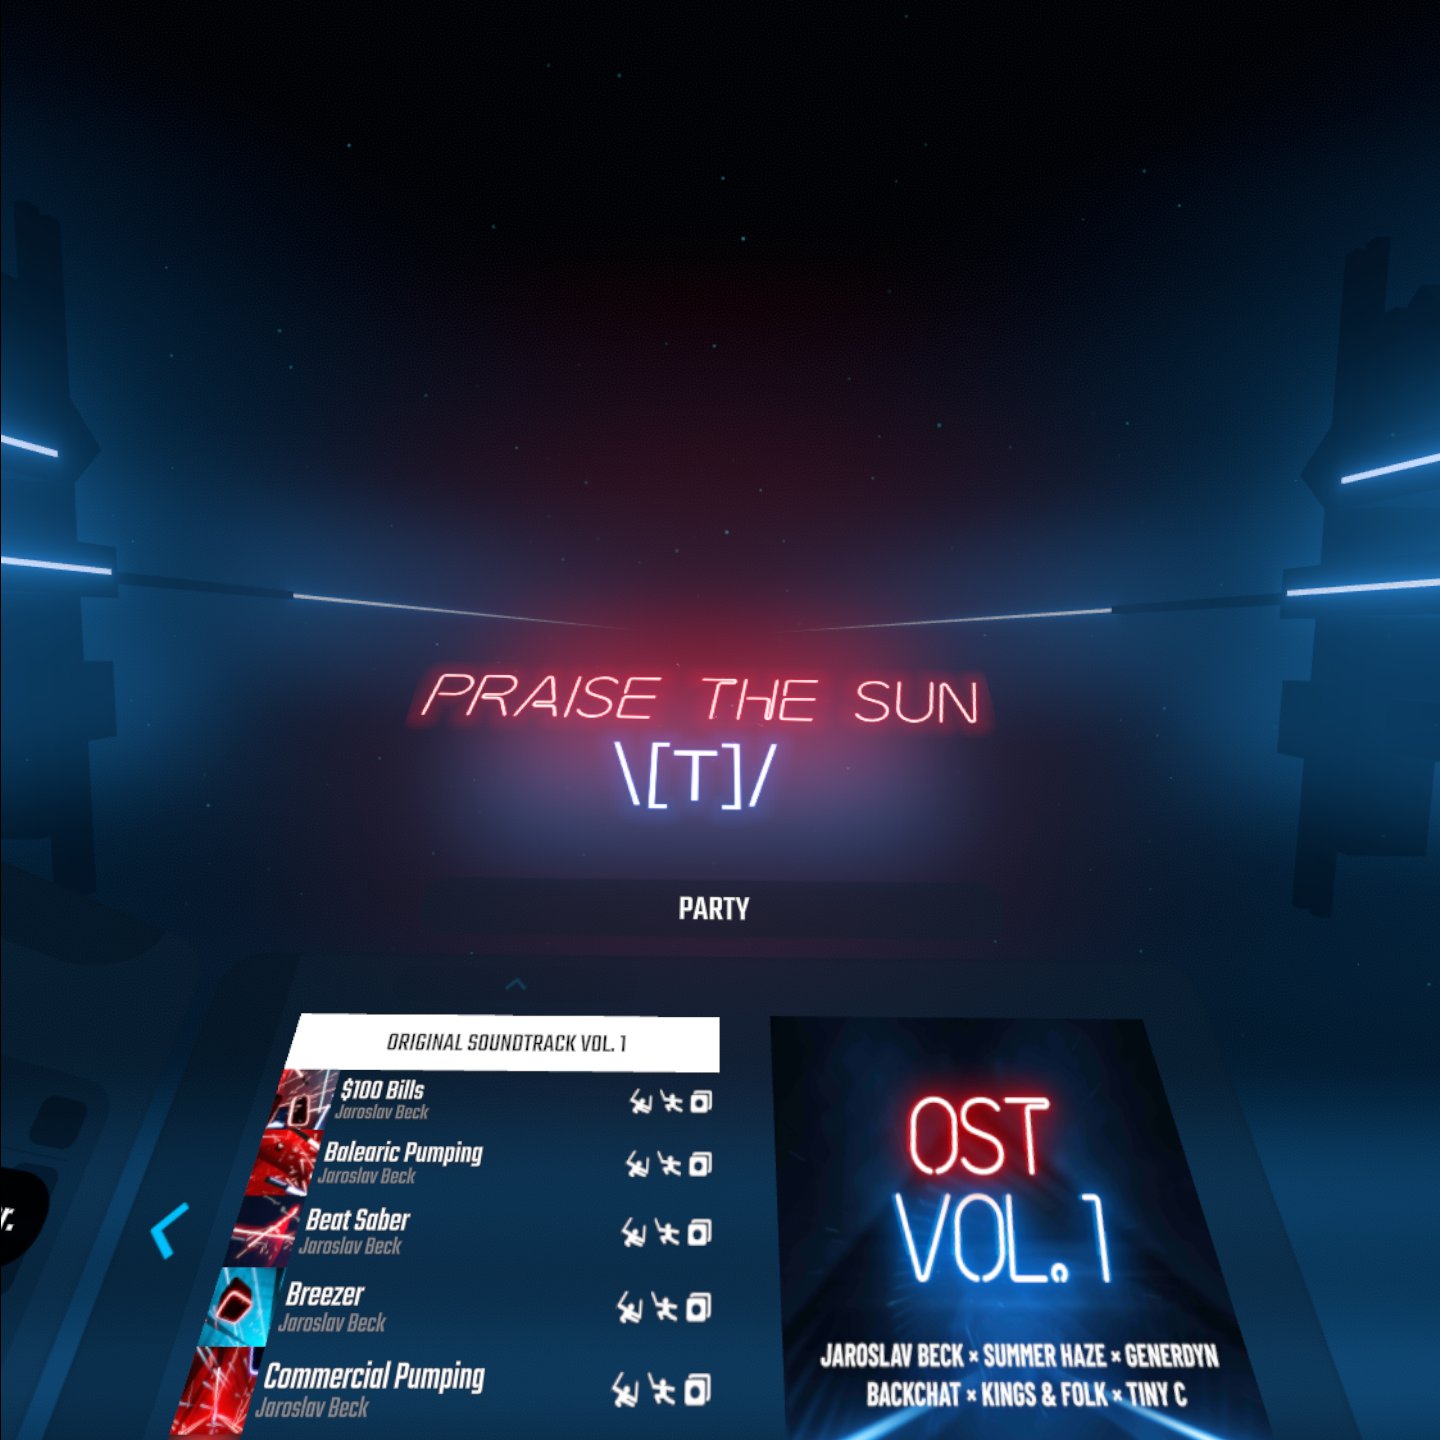 PRAISE THE SUN
\[T]/
PARTY
ORIGINAL SOUNDTRACK VOL. 1
$100 Bills
Jaroslav Beck
Balearic Pumping
Jaroslav Beck
Beat Saber
Jaroslav Beck
Breezer
Jaroslav Beck
Commercial Pumping
Jaroslav Beck
OST
VOL.1
JAROSLAV BECK × SUMMER HAZE × GENERDYN
BACKCHAT × KINGS & FOLK × TINY C